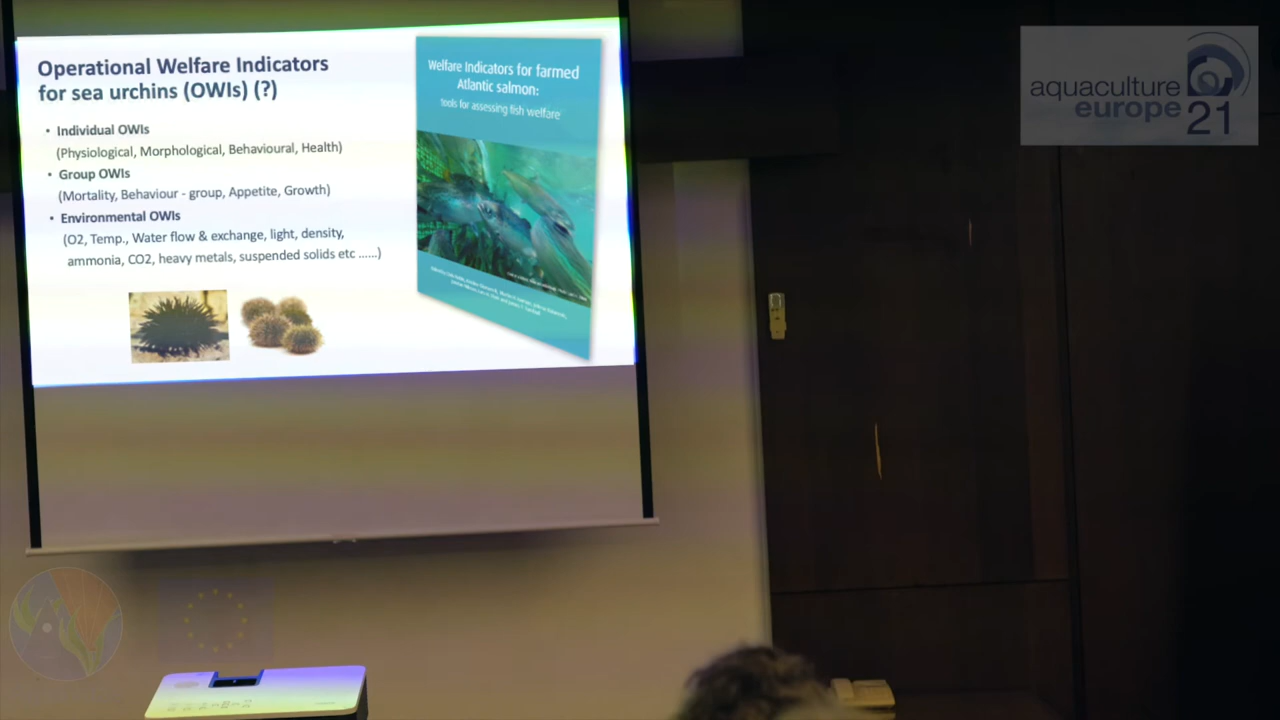 Operational Welfare Indicators
for sea urchins (OWIs) (?)
• Individual OWIs
(Physiological, Morphological, Behavioural, Health)
• Group OWIs
(Mortality, Behaviour - group, Appetite, Growth)
• Environmental OWIs
(O2, Temp., Water flow & exchange, light, density,
ammonia, CO2, heavy metals, suspended solids etc ......)
Welfare Indicators for farmed
Atlantic salmon:
tools for assessing fish welfare
aquaculture
europe
21